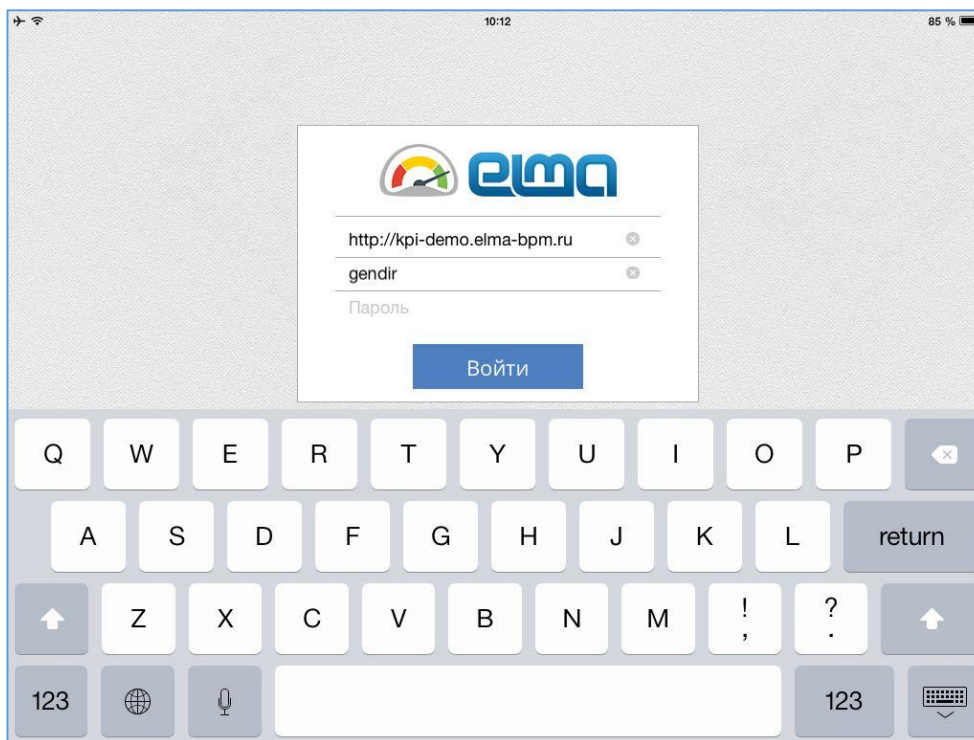 10:12
85 %
elma
http://kpi-demo.elma-bpm.ru
gendir
Пароль
Войти
Q W E R T Y U I O P
A S D F G H J K L return
Z X C V B N M ! , ? .
123 123